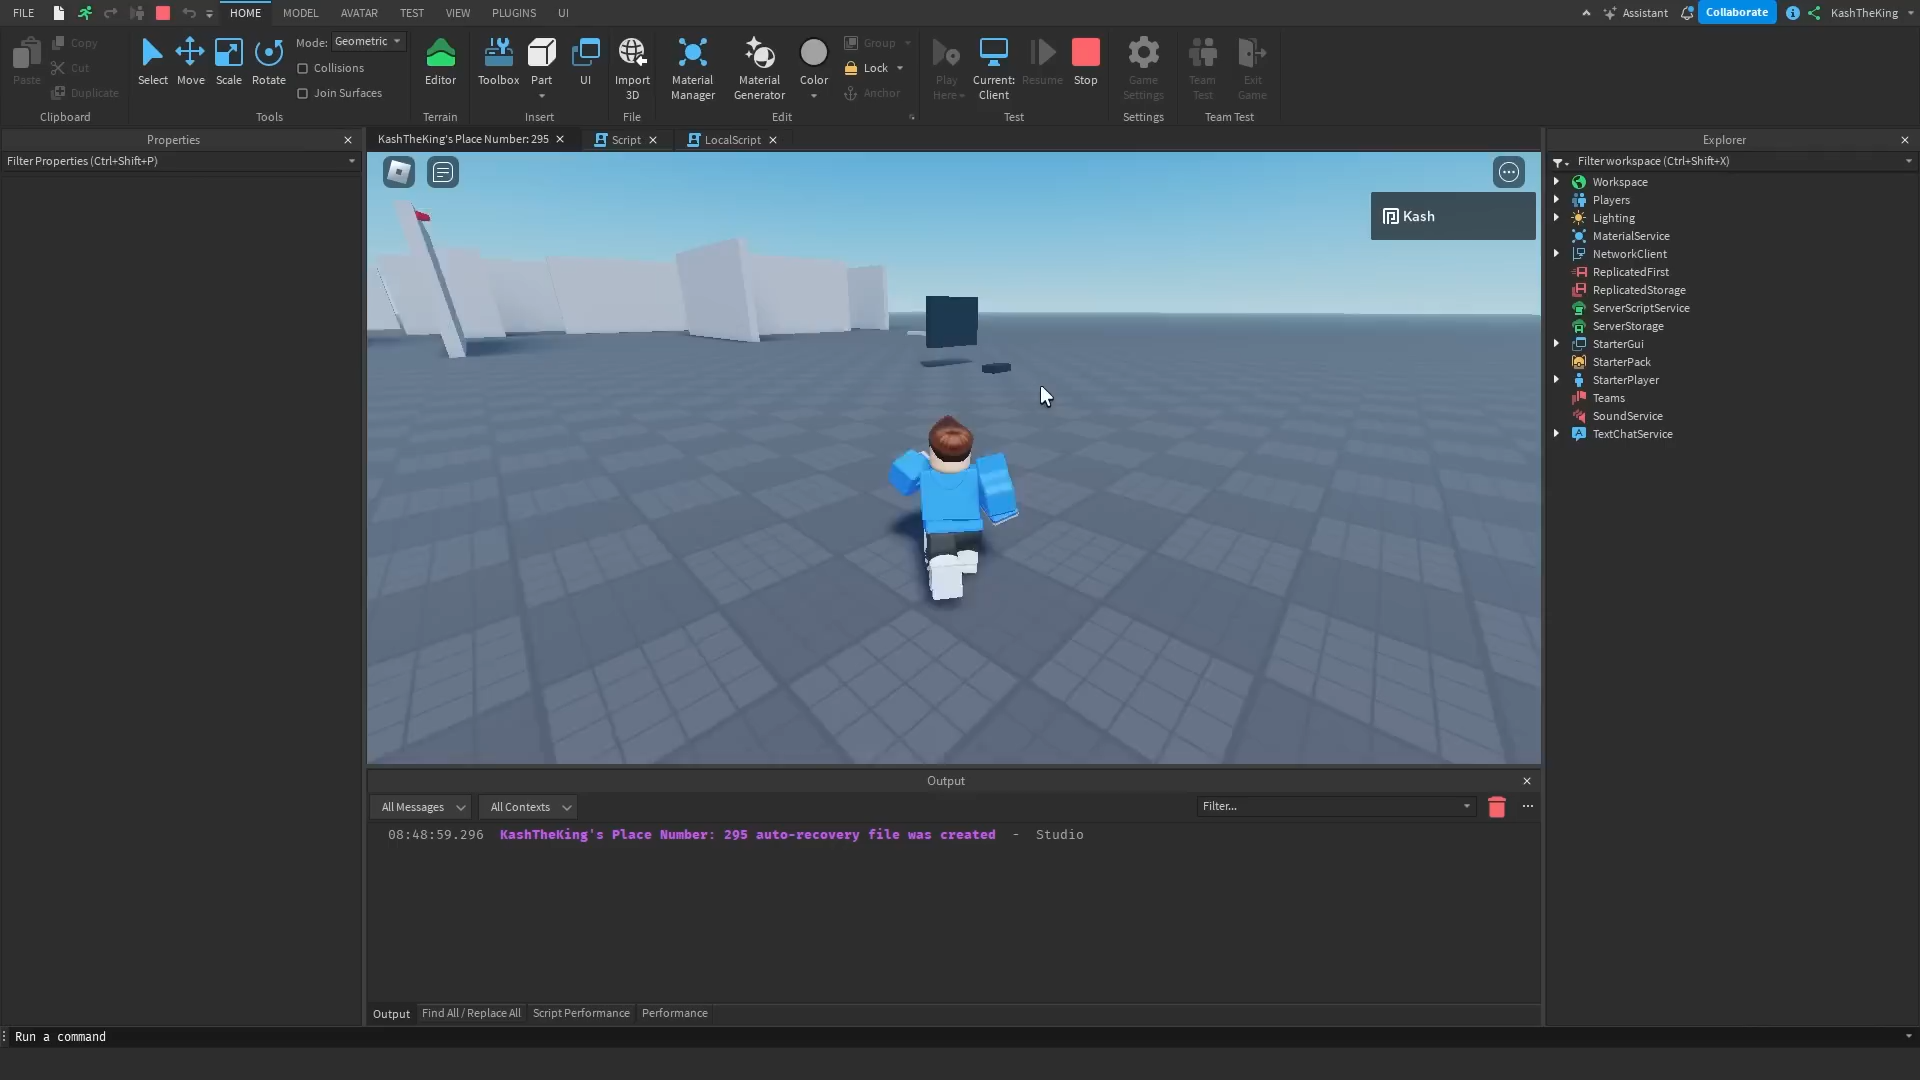 FILE HOME MODEL AVATAR TEST VIEW PLUGINS UI Assistant Collaborate KashTheKing
Paste Copy Cut Duplicate
Clipboard
Select Move Scale Rotate Mode: Geometric
Collisions
Join Surfaces
Tools
Editor
Terrain
Toolbox Part UI
Insert
Import 3D
File
Material Manager
Material Generator
Color
Group
Lock
Anchor
Edit
Play Here
Current: Client
Resume
Stop
Test
Game Settings
Settings
Team Test
Exit Game
Team Test
Properties
Filter Properties (Ctrl+Shift+P)
KashTheKing's Place Number: 295 Script LocalScript
Kash
Explorer
Filter workspace (Ctrl+Shift+X)
Workspace
Players
Lighting
MaterialService
NetworkClient
ReplicatedFirst
ReplicatedStorage
ServerScriptService
ServerStorage
StarterGui
StarterPack
StarterPlayer
Teams
SoundService
TextChatService
Output
All Messages All Contexts Filter...
08:48:59.296 KashTheKing's Place Number: 295 auto-recovery file was created - Studio
Output Find All / Replace All Script Performance Performance
Run a command